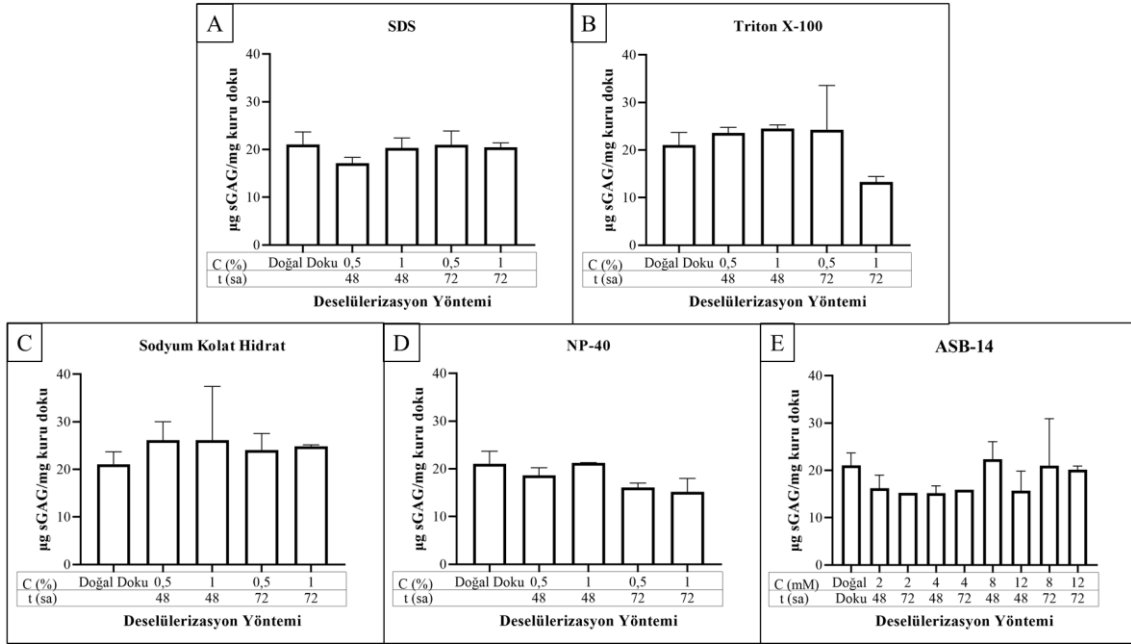 A
SDS
µg sGAG/mg kuru doku
40
30
20
10
0
C (%) Doğal Doku 0,5 1 0,5 1
t (sa) 48 48 72 72
Deselülerizasyon Yöntemi
B
Triton X-100
µg sGAG/mg kuru doku
40
30
20
10
0
C (%) Doğal Doku 0,5 1 0,5 1
t (sa) 48 48 72 72
Deselülerizasyon Yöntemi
C
Sodyum Kolat Hidrat
µg sGAG/mg kuru doku
40
30
20
10
0
C (%) Doğal Doku 0,5 1 0,5 1
t (sa) 48 48 72 72
Deselülerizasyon Yöntemi
D
NP-40
µg sGAG/mg kuru doku
40
30
20
10
0
C (%) Doğal Doku 0,5 1 0,5 1
t (sa) 48 48 72 72
Deselülerizasyon Yöntemi
E
ASB-14
µg sGAG/mg kuru doku
40
30
20
10
0
C (mM) Doğal 2 2 4 4 8 12 8 12
t (sa) Doku 48 72 48 72 48 48 72 72
Deselülerizasyon Yöntemi